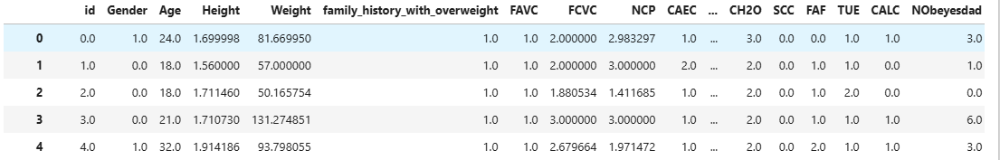 id Gender Age Height Weight family_history_with_overweight FAVC FCVC NCP CAEC ... CH2O SCC FAF TUE CALC NObeyesdad
0 0.0 1.0 24.0 1.699998 81.669950 1.0 1.0 2.000000 2.983297 1.0 ... 3.0 0.0 0.0 1.0 1.0 3.0
1 1.0 0.0 18.0 1.560000 57.000000 1.0 1.0 2.000000 3.000000 2.0 ... 2.0 0.0 1.0 1.0 0.0 1.0
2 2.0 0.0 18.0 1.711460 50.165754 1.0 1.0 1.880534 1.411685 1.0 ... 2.0 0.0 1.0 2.0 0.0 0.0
3 3.0 0.0 21.0 1.710730 131.274851 1.0 1.0 3.000000 3.000000 1.0 ... 2.0 0.0 1.0 1.0 1.0 6.0
4 4.0 1.0 32.0 1.914186 93.798055 1.0 1.0 2.679664 1.971472 1.0 ... 2.0 0.0 2.0 1.0 1.0 3.0